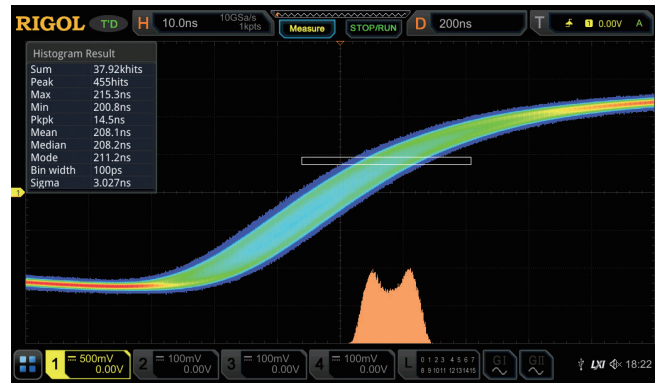 RIGOL T'D H 10.0ns 10GSa/s 1kpts Measure STOP/RUN D 200ns T 1 0.00V A
Histogram Result
Sum 37.92khits
Peak 455hits
Max 215.3ns
Min 200.8ns
Pkpk 14.5ns
Mean 208.1ns
Median 208.2ns
Mode 211.2ns
Bin width 100ps
Sigma 3.027ns
1
1 500mV 0.00V 2 100mV 0.00V 3 100mV 0.00V 4 100mV 0.00V L 0 1 2 3 4 5 6 7 8 9 10 11 12 13 14 15 GI GII LXI 18:22